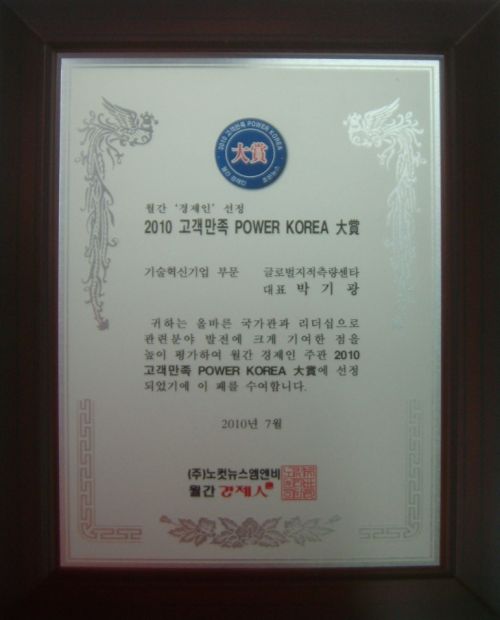 2010 고객만족 POWER KOREA
大賞
월간 '경제인' 선정
2010 고객만족 POWER KOREA 大賞
기술혁신기업 부문 글로벌지적측량센타
대표 박 기 광
귀하는 올바른 국가관과 리더십으로
관련분야 발전에 크게 기여한 점을
높이 평가하여 월간 경제인 주관 2010
고객만족 POWER KOREA 大賞에 선정
되었기에 이 패를 수여합니다.
2010년 7월
(주)노컷뉴스엠엔비
월간 경제人